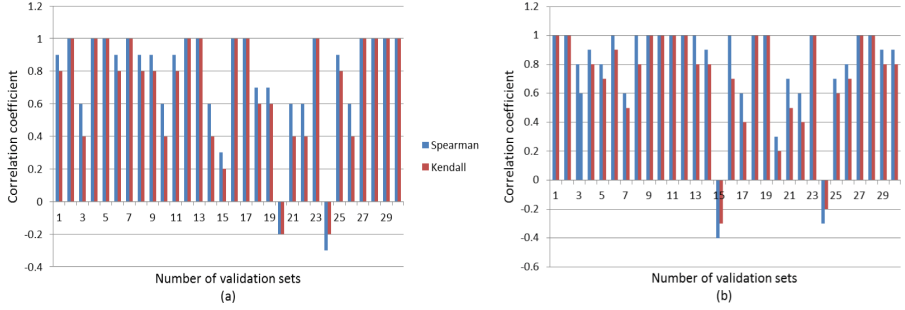 1.2
1
0.8
0.6
0.4
0.2
0
-0.2
-0.4
Correlation coefficient
1 3 5 7 9 11 13 15 17 19 21 23 25 27 29
Number of validation sets
(a)
Spearman
Kendall
1.2
1
0.8
0.6
0.4
0.2
0
-0.2
-0.4
-0.6
Correlation coefficient
1 3 5 7 9 11 13 15 17 19 21 23 25 27 29
Number of validation sets
(b)